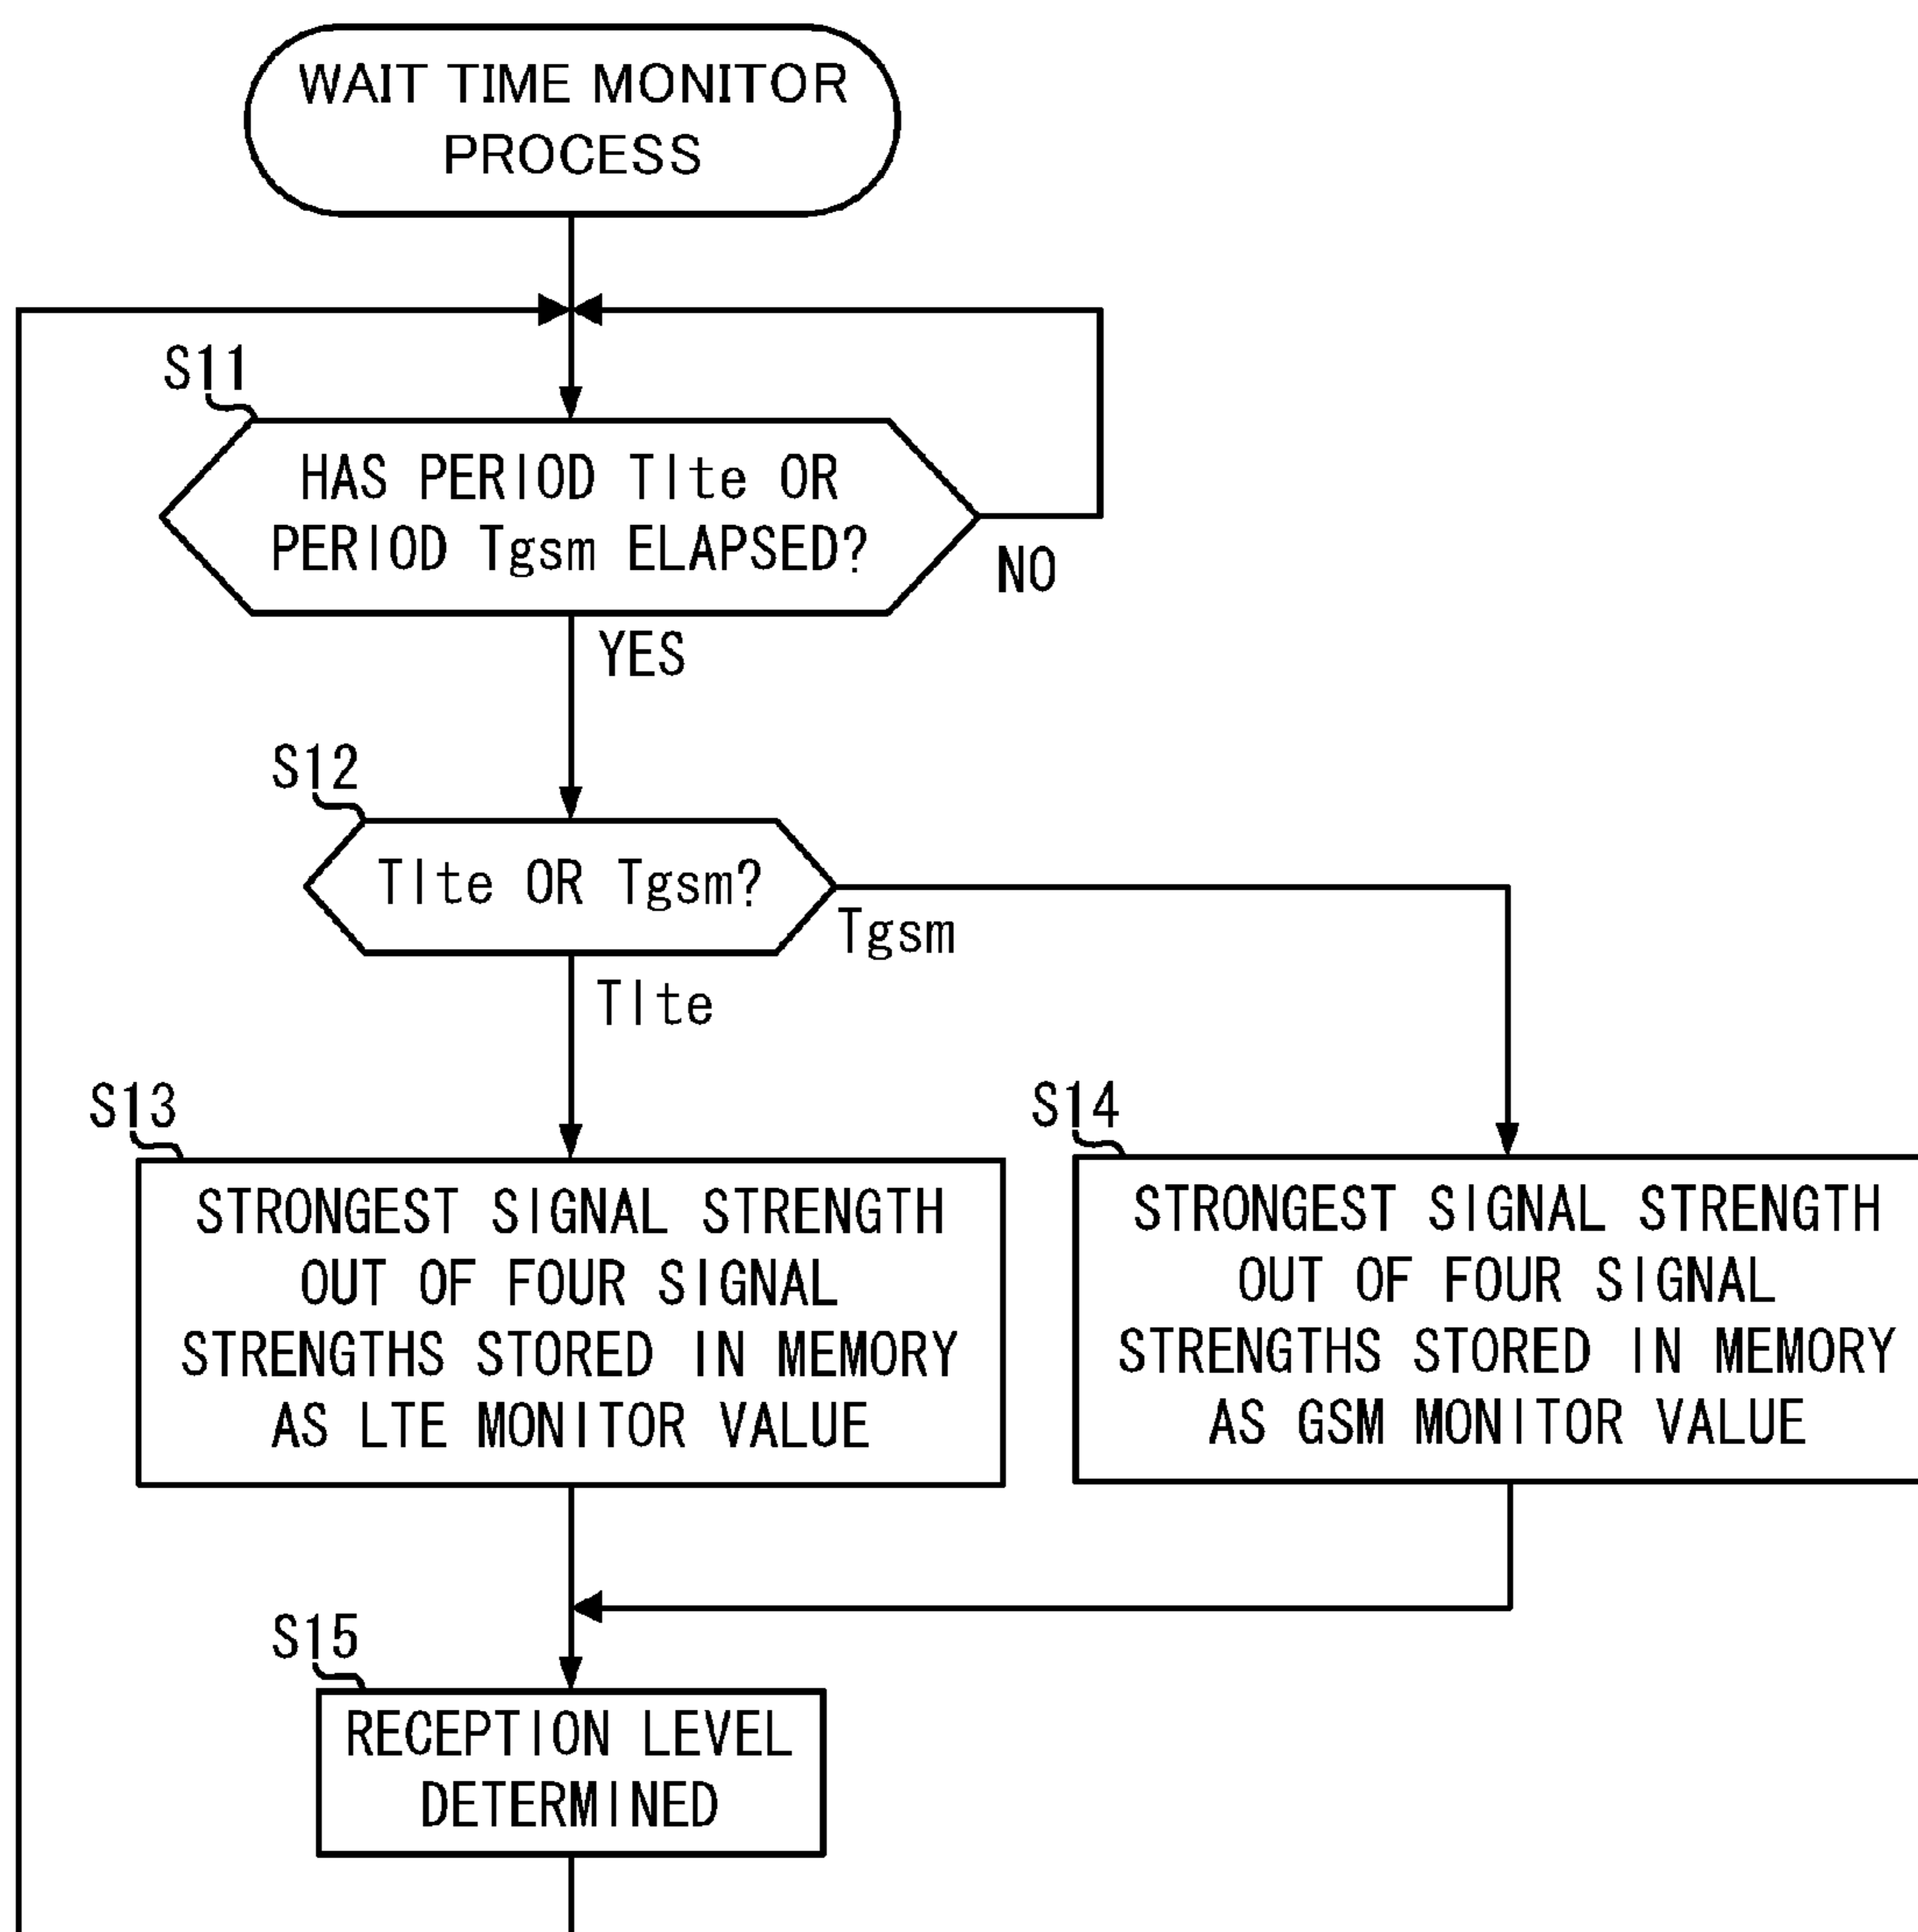 WAIT TIME MONITOR
PROCESS
S11
HAS PERIOD Tlte OR
PERIOD Tgsm ELAPSED?
NO
YES
S12
Tlte OR Tgsm?
Tgsm
Tlte
S13
STRONGEST SIGNAL STRENGTH
OUT OF FOUR SIGNAL
STRENGTHS STORED IN MEMORY
AS LTE MONITOR VALUE
S14
STRONGEST SIGNAL STRENGTH
OUT OF FOUR SIGNAL
STRENGTHS STORED IN MEMORY
AS GSM MONITOR VALUE
S15
RECEPTION LEVEL
DETERMINED